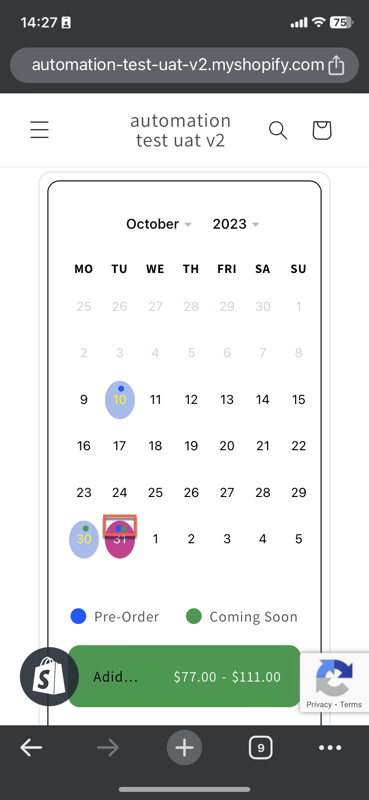 14:27
75
automation-test-uat-v2.myshopify.com
automation
test uat v2
October 2023
MO TU WE TH FRI SA SU
25 26 27 28 29 30 1
2 3 4 5 6 7 8
9 10 11 12 13 14 15
16 17 18 19 20 21 22
23 24 25 26 27 28 29
30 31 1 2 3 4 5
Pre-Order Coming Soon
S
Adid... $77.00 - $111.00
Privacy - Terms
9